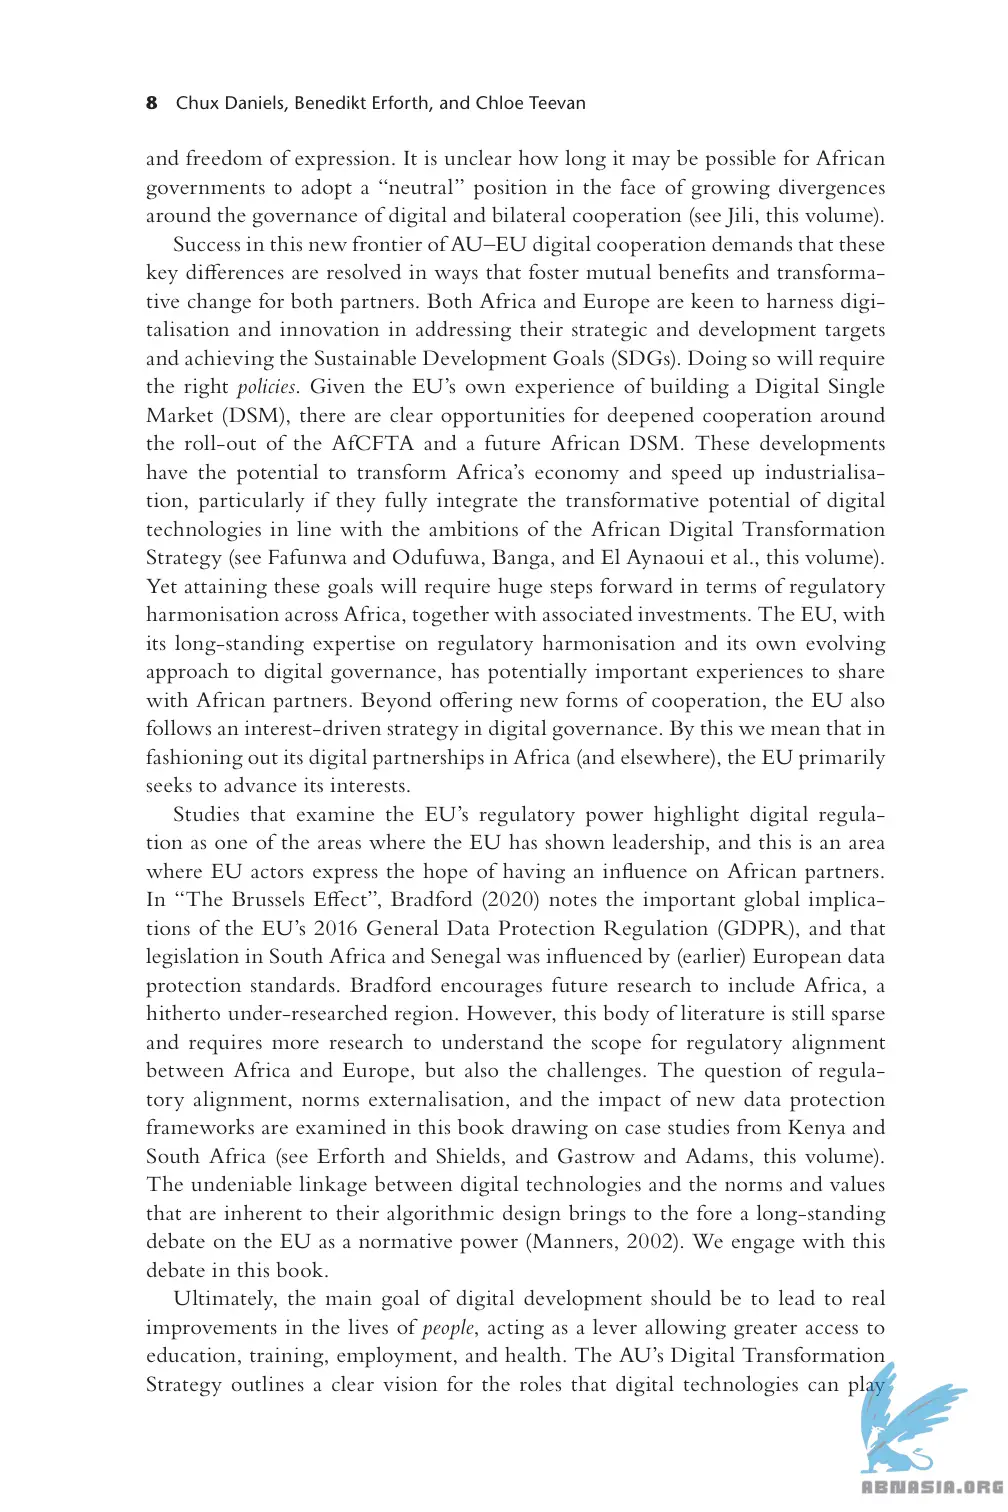 8 Chux Daniels, Benedikt Erforth, and Chloe Teevan
and freedom of expression. It is unclear how long it may be possible for African
governments to adopt a “neutral” position in the face of growing divergences
around the governance of digital and bilateral cooperation (see Jili, this volume).
Success in this new frontier of AU–EU digital cooperation demands that these
key differences are resolved in ways that foster mutual benefits and transforma-
tive change for both partners. Both Africa and Europe are keen to harness digi-
talisation and innovation in addressing their strategic and development targets
and achieving the Sustainable Development Goals (SDGs). Doing so will require
the right policies. Given the EU’s own experience of building a Digital Single
Market (DSM), there are clear opportunities for deepened cooperation around
the roll-out of the AfCFTA and a future African DSM. These developments
have the potential to transform Africa’s economy and speed up industrialisa-
tion, particularly if they fully integrate the transformative potential of digital
technologies in line with the ambitions of the African Digital Transformation
Strategy (see Fafunwa and Odufuwa, Banga, and El Aynaoui et al., this volume).
Yet attaining these goals will require huge steps forward in terms of regulatory
harmonisation across Africa, together with associated investments. The EU, with
its long-standing expertise on regulatory harmonisation and its own evolving
approach to digital governance, has potentially important experiences to share
with African partners. Beyond offering new forms of cooperation, the EU also
follows an interest-driven strategy in digital governance. By this we mean that in
fashioning out its digital partnerships in Africa (and elsewhere), the EU primarily
seeks to advance its interests.
Studies that examine the EU’s regulatory power highlight digital regula-
tion as one of the areas where the EU has shown leadership, and this is an area
where EU actors express the hope of having an influence on African partners.
In “The Brussels Effect”, Bradford (2020) notes the important global implica-
tions of the EU’s 2016 General Data Protection Regulation (GDPR), and that
legislation in South Africa and Senegal was influenced by (earlier) European data
protection standards. Bradford encourages future research to include Africa, a
hitherto under-researched region. However, this body of literature is still sparse
and requires more research to understand the scope for regulatory alignment
between Africa and Europe, but also the challenges. The question of regula-
tory alignment, norms externalisation, and the impact of new data protection
frameworks are examined in this book drawing on case studies from Kenya and
South Africa (see Erforth and Shields, and Gastrow and Adams, this volume).
The undeniable linkage between digital technologies and the norms and values
that are inherent to their algorithmic design brings to the fore a long-standing
debate on the EU as a normative power (Manners, 2002). We engage with this
debate in this book.
Ultimately, the main goal of digital development should be to lead to real
improvements in the lives of people, acting as a lever allowing greater access to
education, training, employment, and health. The AU’s Digital Transformation
Strategy outlines a clear vision for the roles that digital technologies can play
ABNASIA.ORG